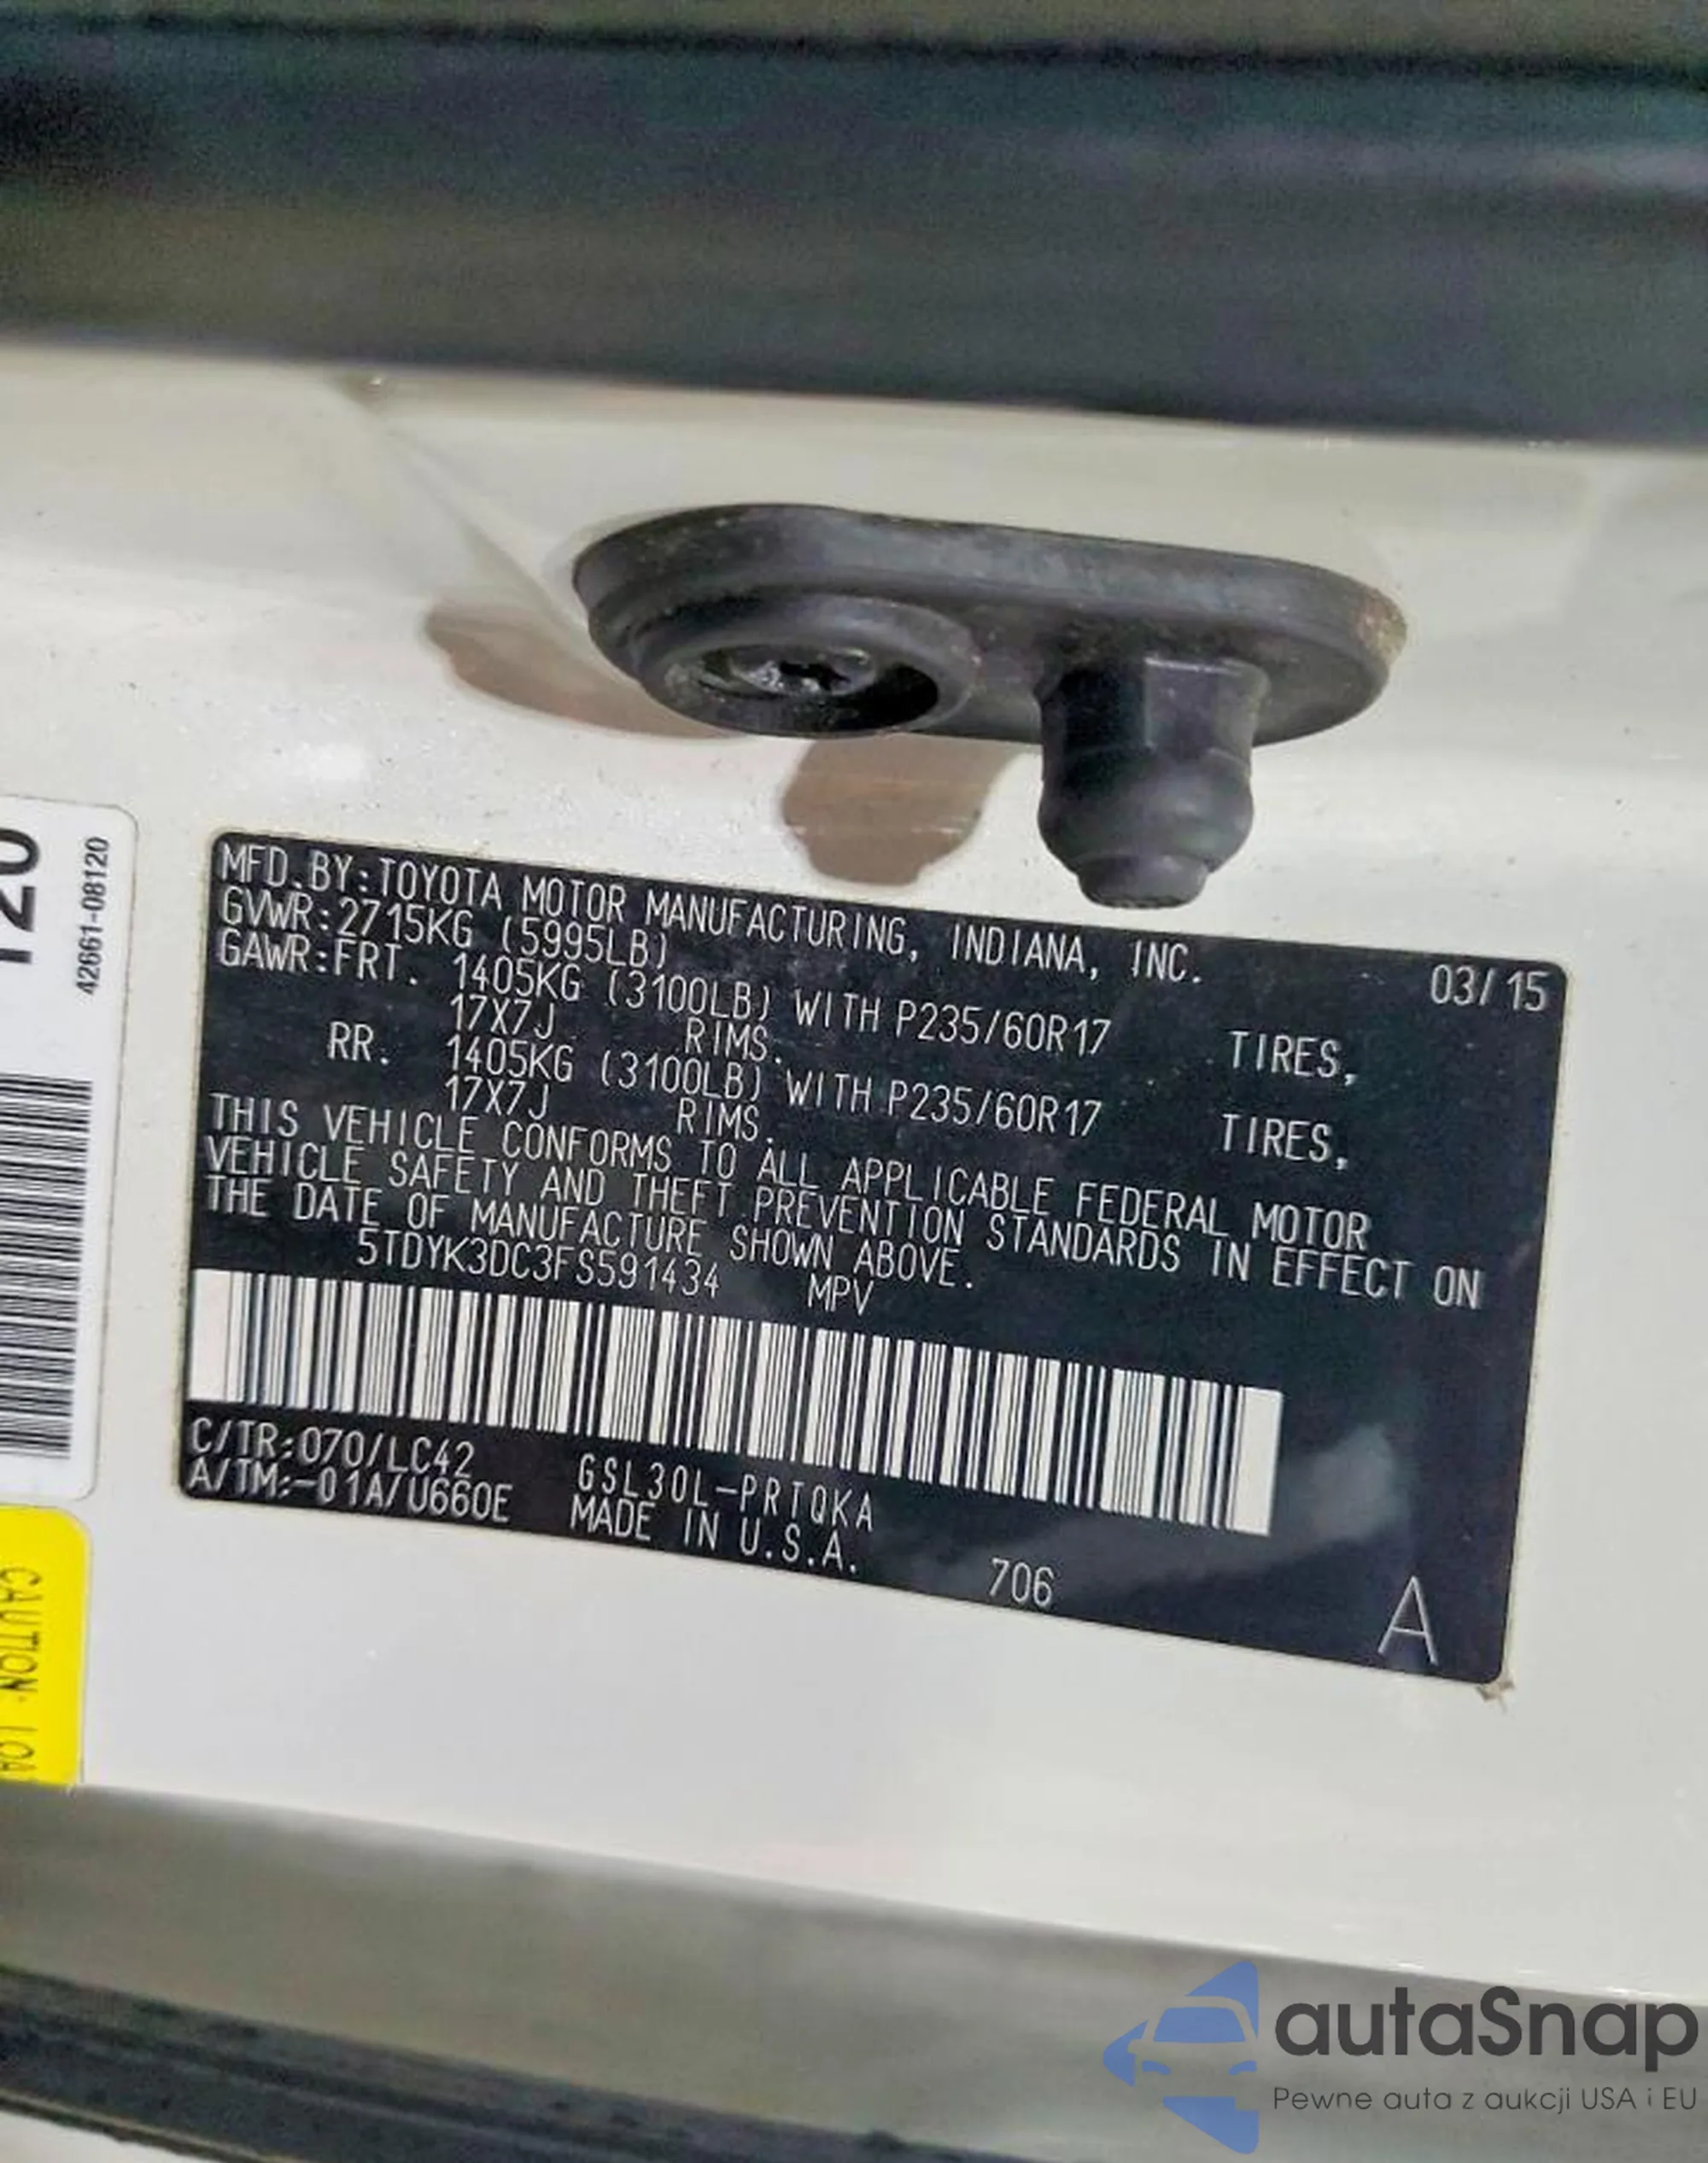 120
42661-08120
MFD.BY:TOYOTA MOTOR MANUFACTURING, INDIANA, INC. 03/15
GVWR:2715KG (5995LB)
GAWR:FRT. 1405KG (3100LB) WITH P235/60R17 TIRES,
17X7J RIMS.
RR. 1405KG (3100LB) WITH P235/60R17 TIRES,
17X7J RIMS.
THIS VEHICLE CONFORMS TO ALL APPLICABLE FEDERAL MOTOR
VEHICLE SAFETY AND THEFT PREVENTION STANDARDS IN EFFECT ON
THE DATE OF MANUFACTURE SHOWN ABOVE.
5TDYK3DC3FS591434 MPV
C/TR:070/LC42 GSL30L-PRTQKA
A/TM:-01A/U660E MADE IN U.S.A.
706
A
CAUTION:
autaSnap
Pewne auta z aukcji USA i EU